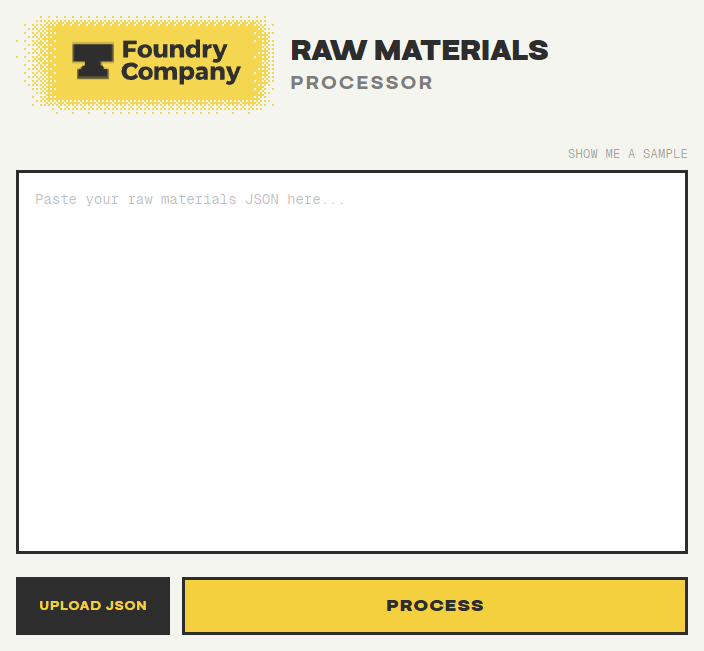 Foundry
Company
RAW MATERIALS
PROCESSOR
SHOW ME A SAMPLE
Paste your raw materials JSON here...
UPLOAD JSON
PROCESS